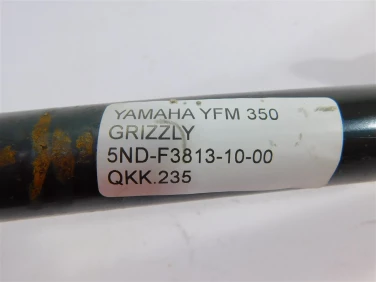 YAMAHA YFM 350
GRIZZLY
5ND-F3813-10-00
QKK.235